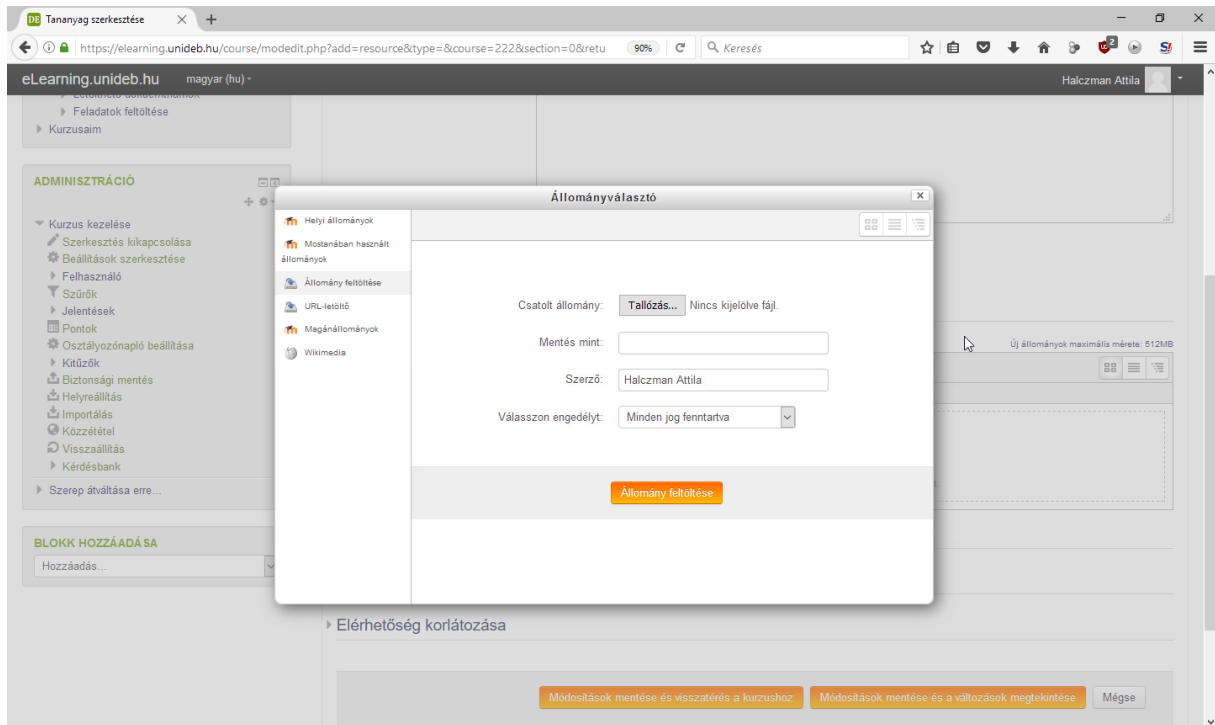 Tananyag szerkesztése
https://elearning.unideb.hu/course/modedit.php?add=resource&type=&course=222&section=0&retu
90%
Keresés
2
eLearning.unideb.hu
magyar (hu)
Halczman Attila
Feladatok feltöltése
Kurzusaim
ADMINISZTRÁCIÓ
Kurzus kezelése
Szerkesztés kikapcsolása
Beállítások szerkesztése
Felhasználó
Szűrők
Jelentések
Pontok
Osztályozónapló beállítása
Kitűzők
Biztonsági mentés
Helyreállítás
Importálás
Közzététel
Visszaállítás
Kérdésbank
Szerep átváltása erre...
BLOKK HOZZÁADÁSA
Hozzáadás...
Állományválasztó
Helyi állományok
Mostanában használt
állományok
Állomány feltöltése
URL-letöltő
Magánállományok
Wikimedia
Csatolt állomány:
Tallózás...
Nincs kijelölve fájl.
Mentés mint:
Szerző:
Halczman Attila
Válasszon engedélyt:
Minden jog fenntartva
Állomány feltöltése
Új állományok maximális mérete: 512MB
Elérhetőség korlátozása
Módosítások mentése és visszatérés a kurzushoz
Módosítások mentése és a változások megtekintése
Mégse